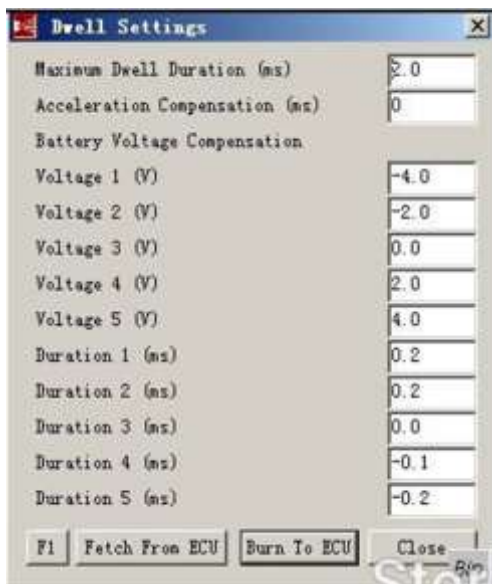 Dwell Settings
Maximum Dwell Duration (ms) 2.0
Acceleration Compensation (ms) 0
Battery Voltage Compensation
Voltage 1 (V) -4.0
Voltage 2 (V) -2.0
Voltage 3 (V) 0.0
Voltage 4 (V) 2.0
Voltage 5 (V) 4.0
Duration 1 (ms) 0.2
Duration 2 (ms) 0.2
Duration 3 (ms) 0.0
Duration 4 (ms) -0.1
Duration 5 (ms) -0.2
F1 Fetch From ECU Burn To ECU Close